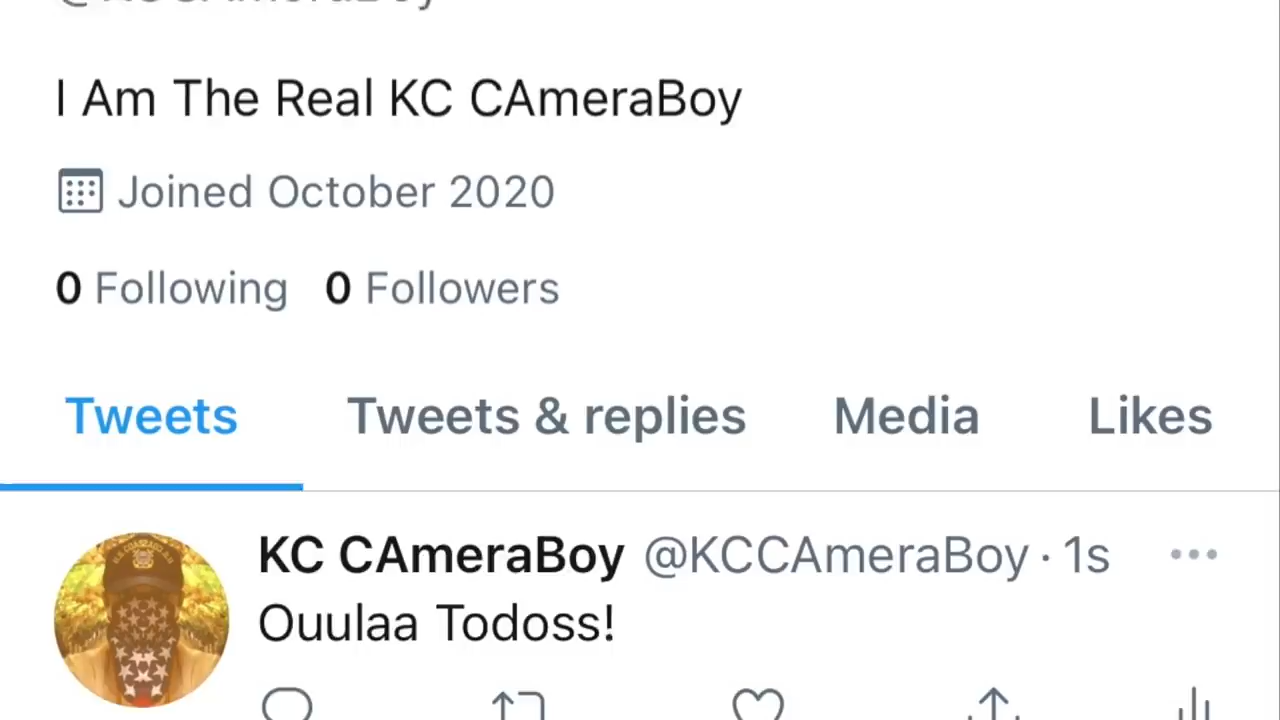 @KCCAmeraBoy
I Am The Real KC CAmeraBoy
Joined October 2020
0 Following 0 Followers
Tweets Tweets & replies Media Likes
KC CAmeraBoy @KCCAmeraBoy · 1s
Ouulaa Todoss!